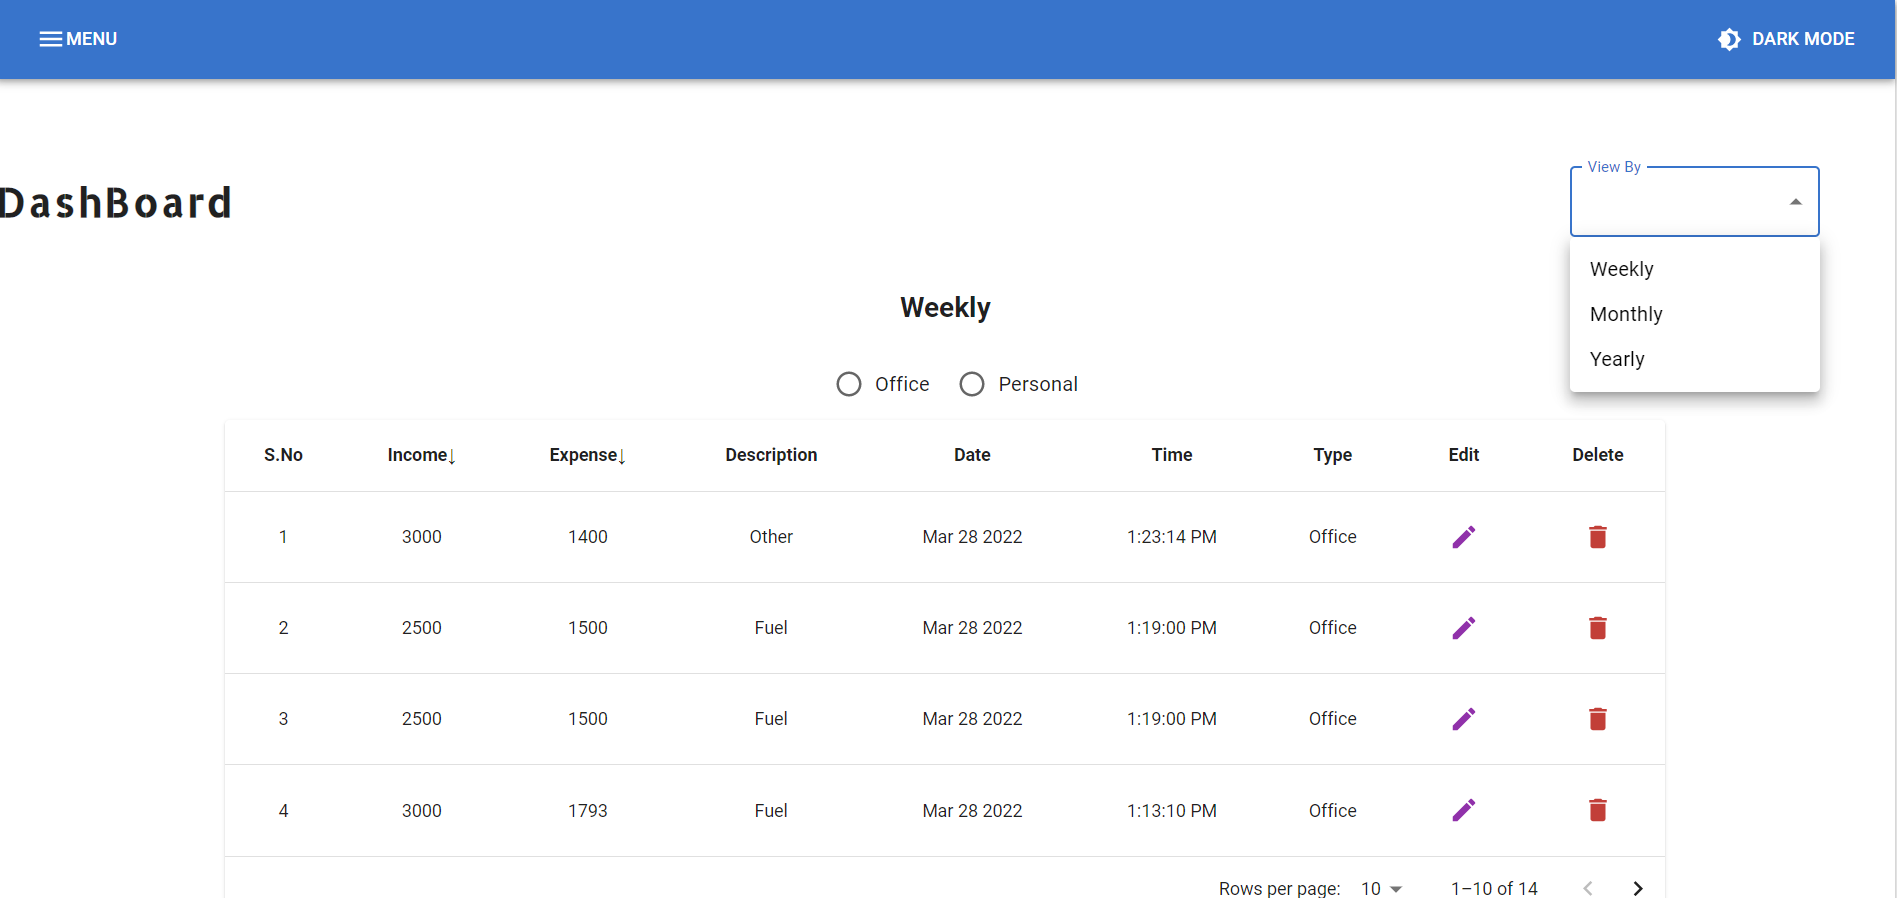 MENU DARK MODE
View By
DashBoard
Weekly
Monthly
Yearly
Weekly
Office Personal
S.No Income↓ Expense↓ Description Date Time Type Edit Delete
1 3000 1400 Other Mar 28 2022 1:23:14 PM Office
2 2500 1500 Fuel Mar 28 2022 1:19:00 PM Office
3 2500 1500 Fuel Mar 28 2022 1:19:00 PM Office
4 3000 1793 Fuel Mar 28 2022 1:13:10 PM Office
Rows per page: 10 1–10 of 14